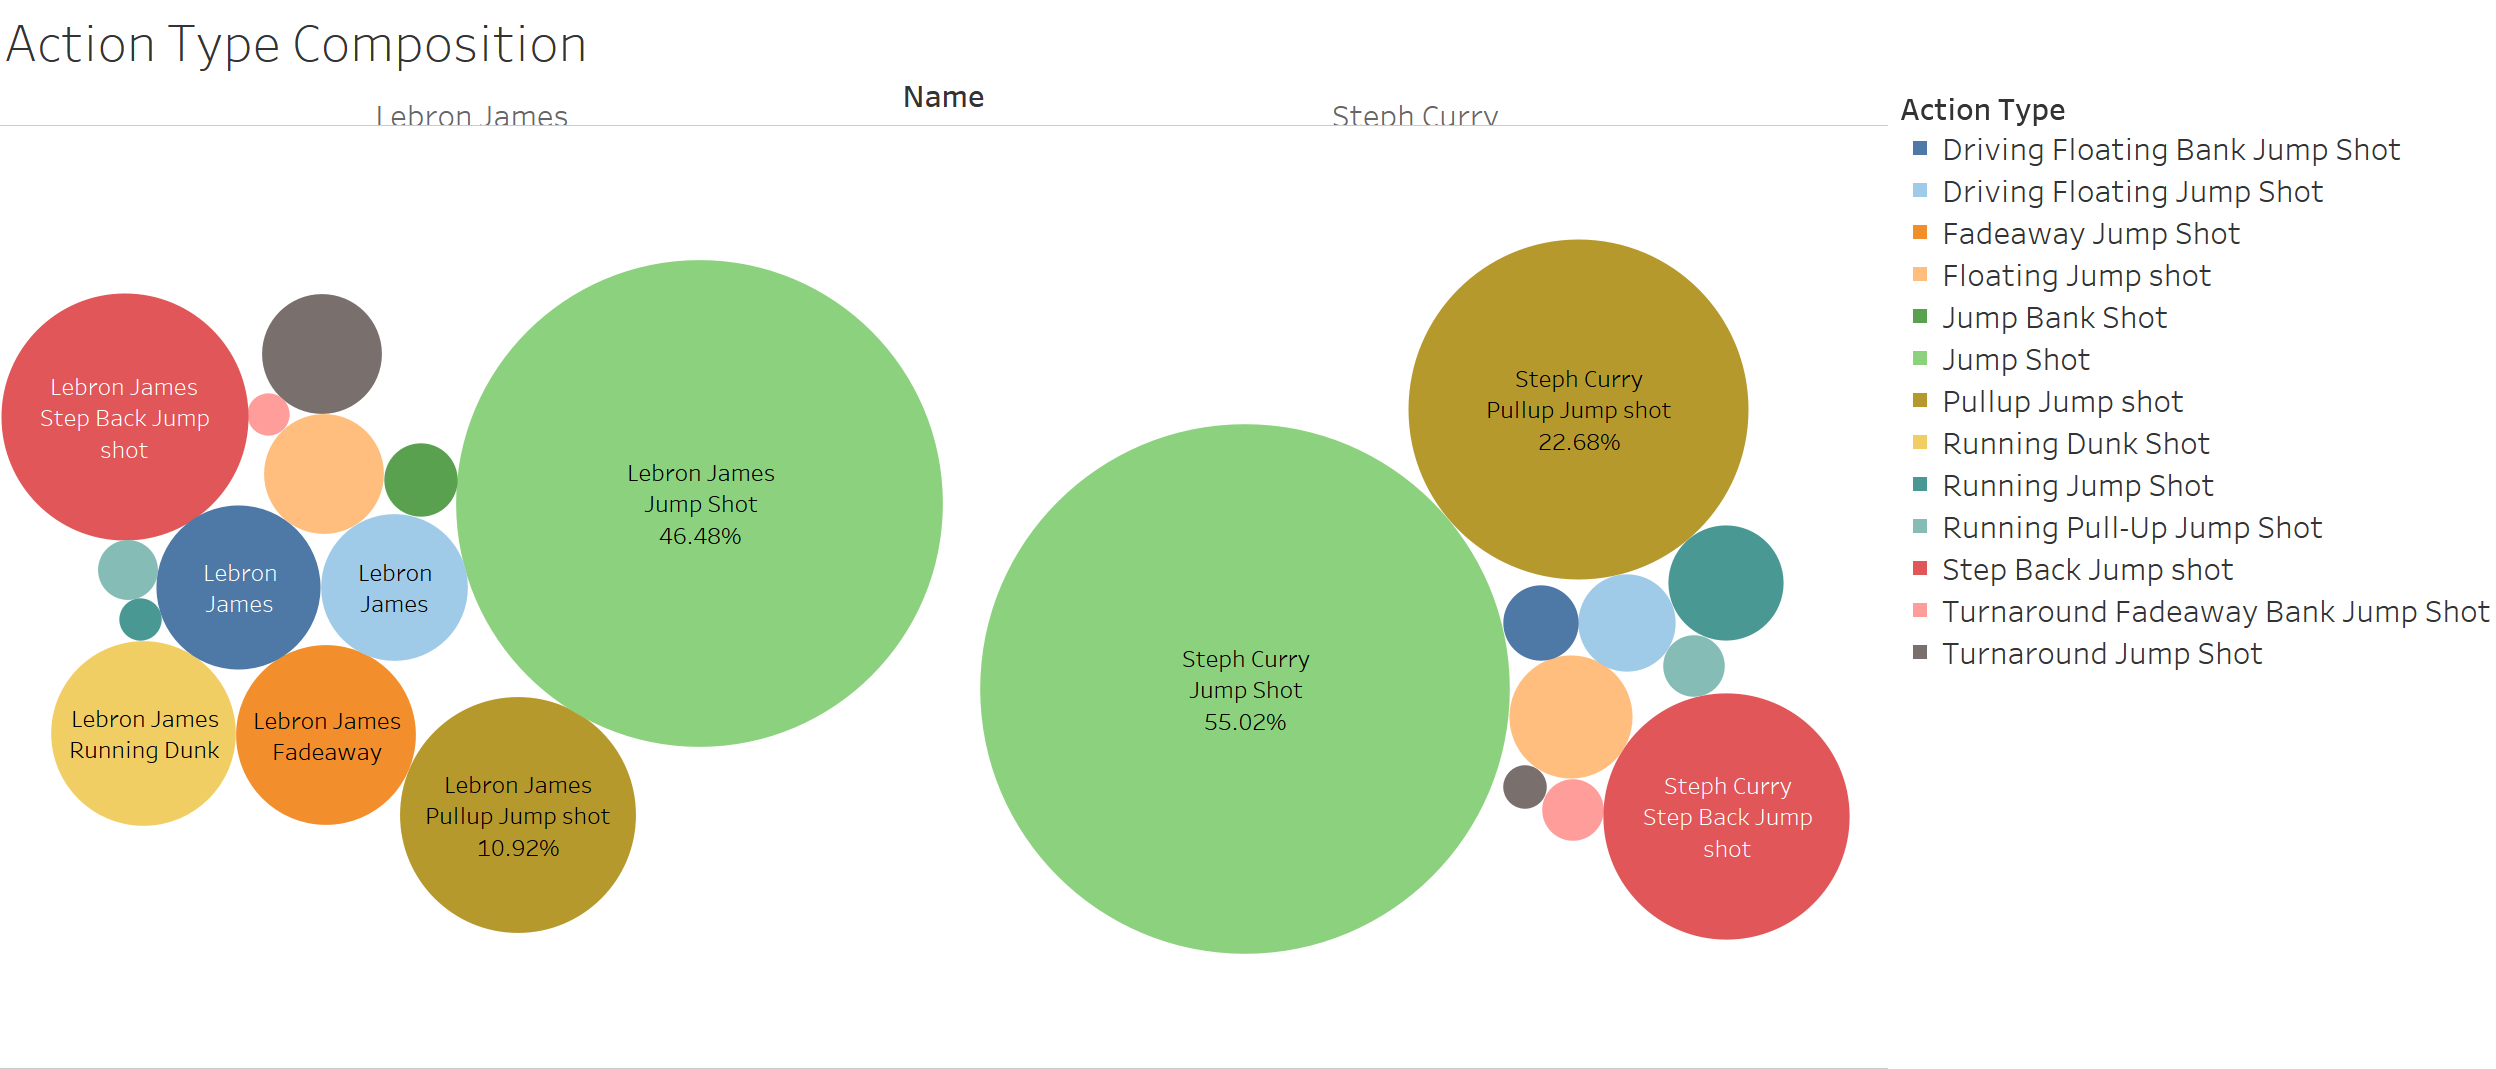 Action Type Composition
Name
Lebron James
Steph Curry
Lebron James
Step Back Jump
shot
Lebron James
Jump Shot
46.48%
Lebron
James
Lebron
James
Lebron James
Running Dunk
Lebron James
Fadeaway
Lebron James
Pullup Jump shot
10.92%
Steph Curry
Pullup Jump shot
22.68%
Steph Curry
Jump Shot
55.02%
Steph Curry
Step Back Jump
shot
Action Type
Driving Floating Bank Jump Shot
Driving Floating Jump Shot
Fadeaway Jump Shot
Floating Jump shot
Jump Bank Shot
Jump Shot
Pullup Jump shot
Running Dunk Shot
Running Jump Shot
Running Pull-Up Jump Shot
Step Back Jump shot
Turnaround Fadeaway Bank Jump Shot
Turnaround Jump Shot